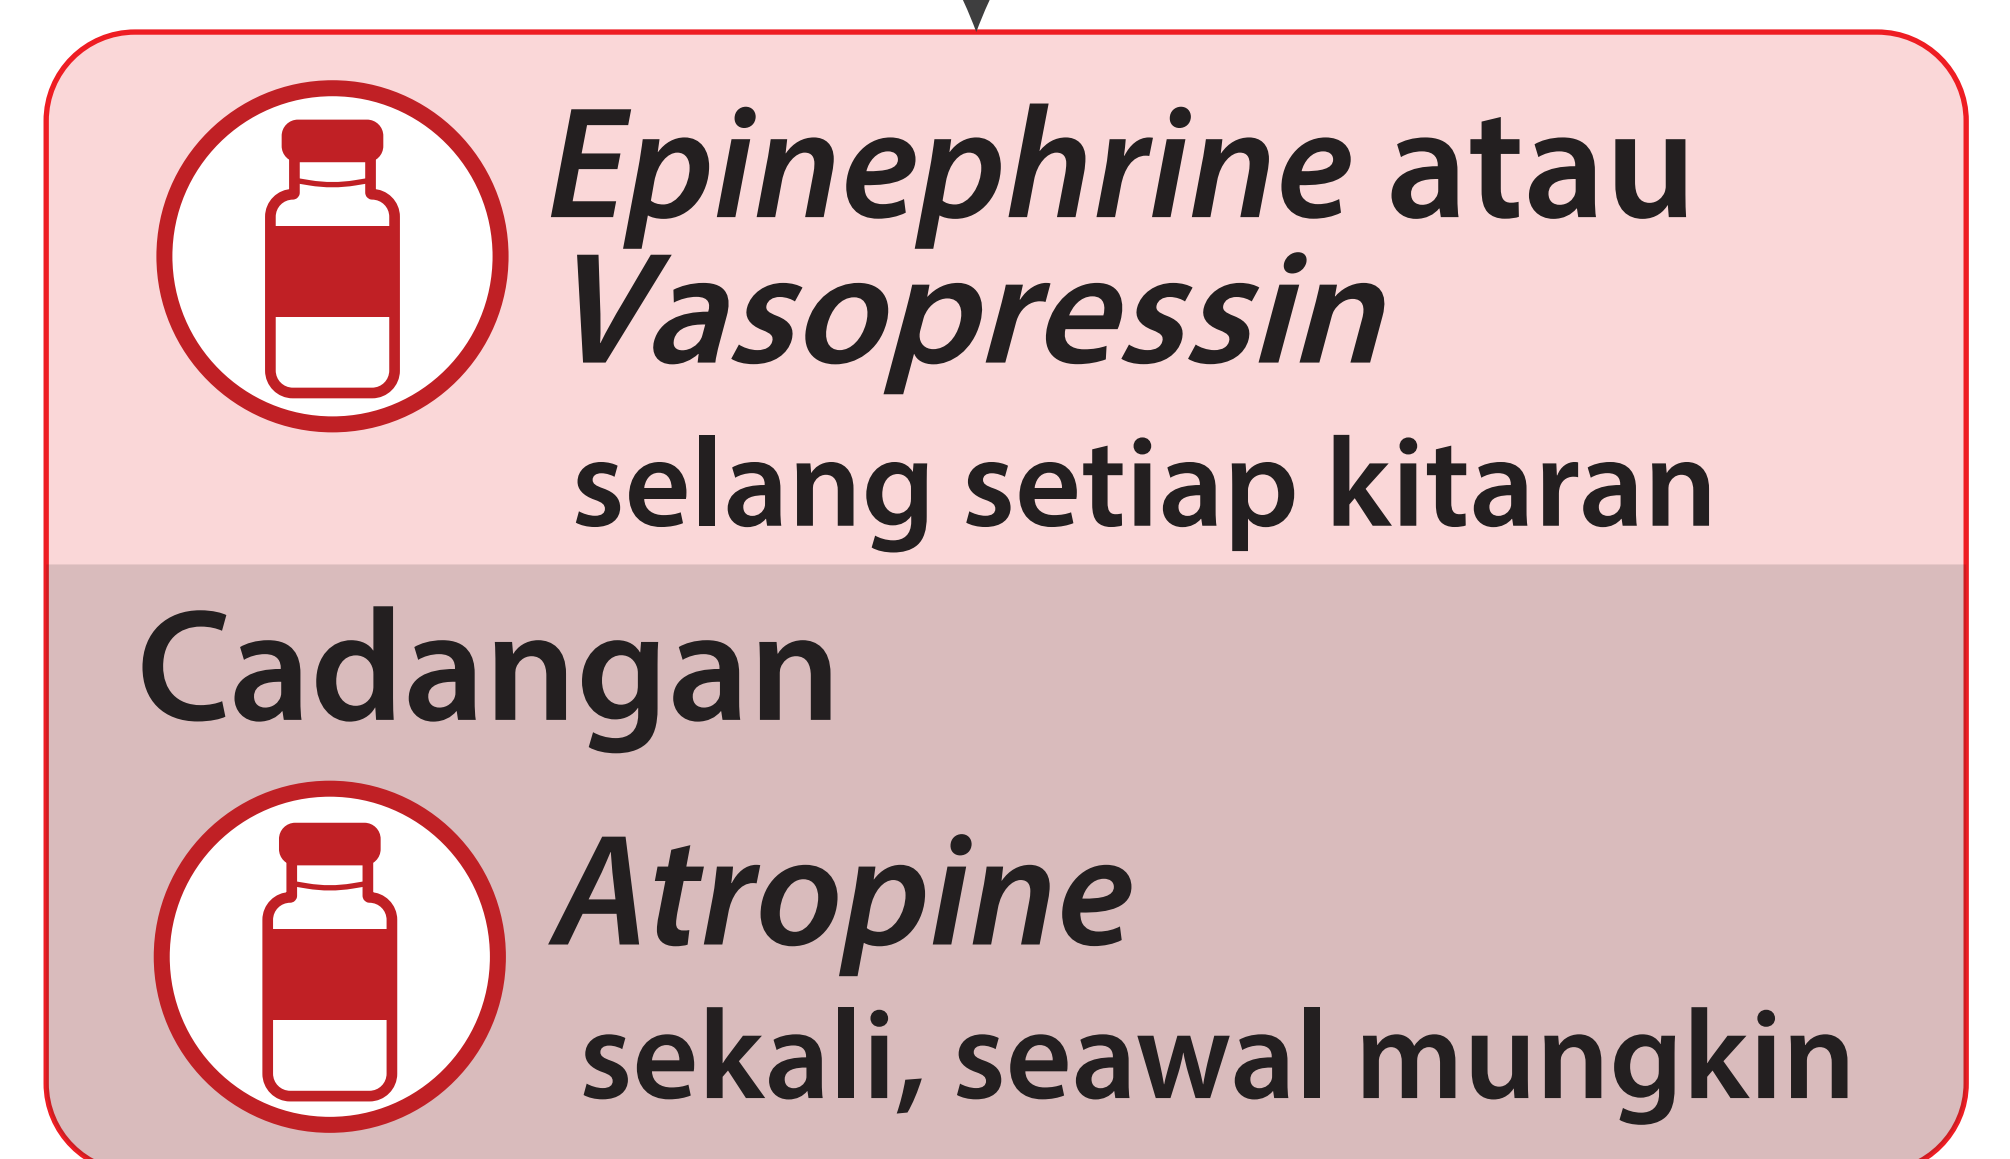 Epinephrine atau
Vasopressin
selang setiap kitaran
Cadangan
Atropine
sekali, seawal mungkin